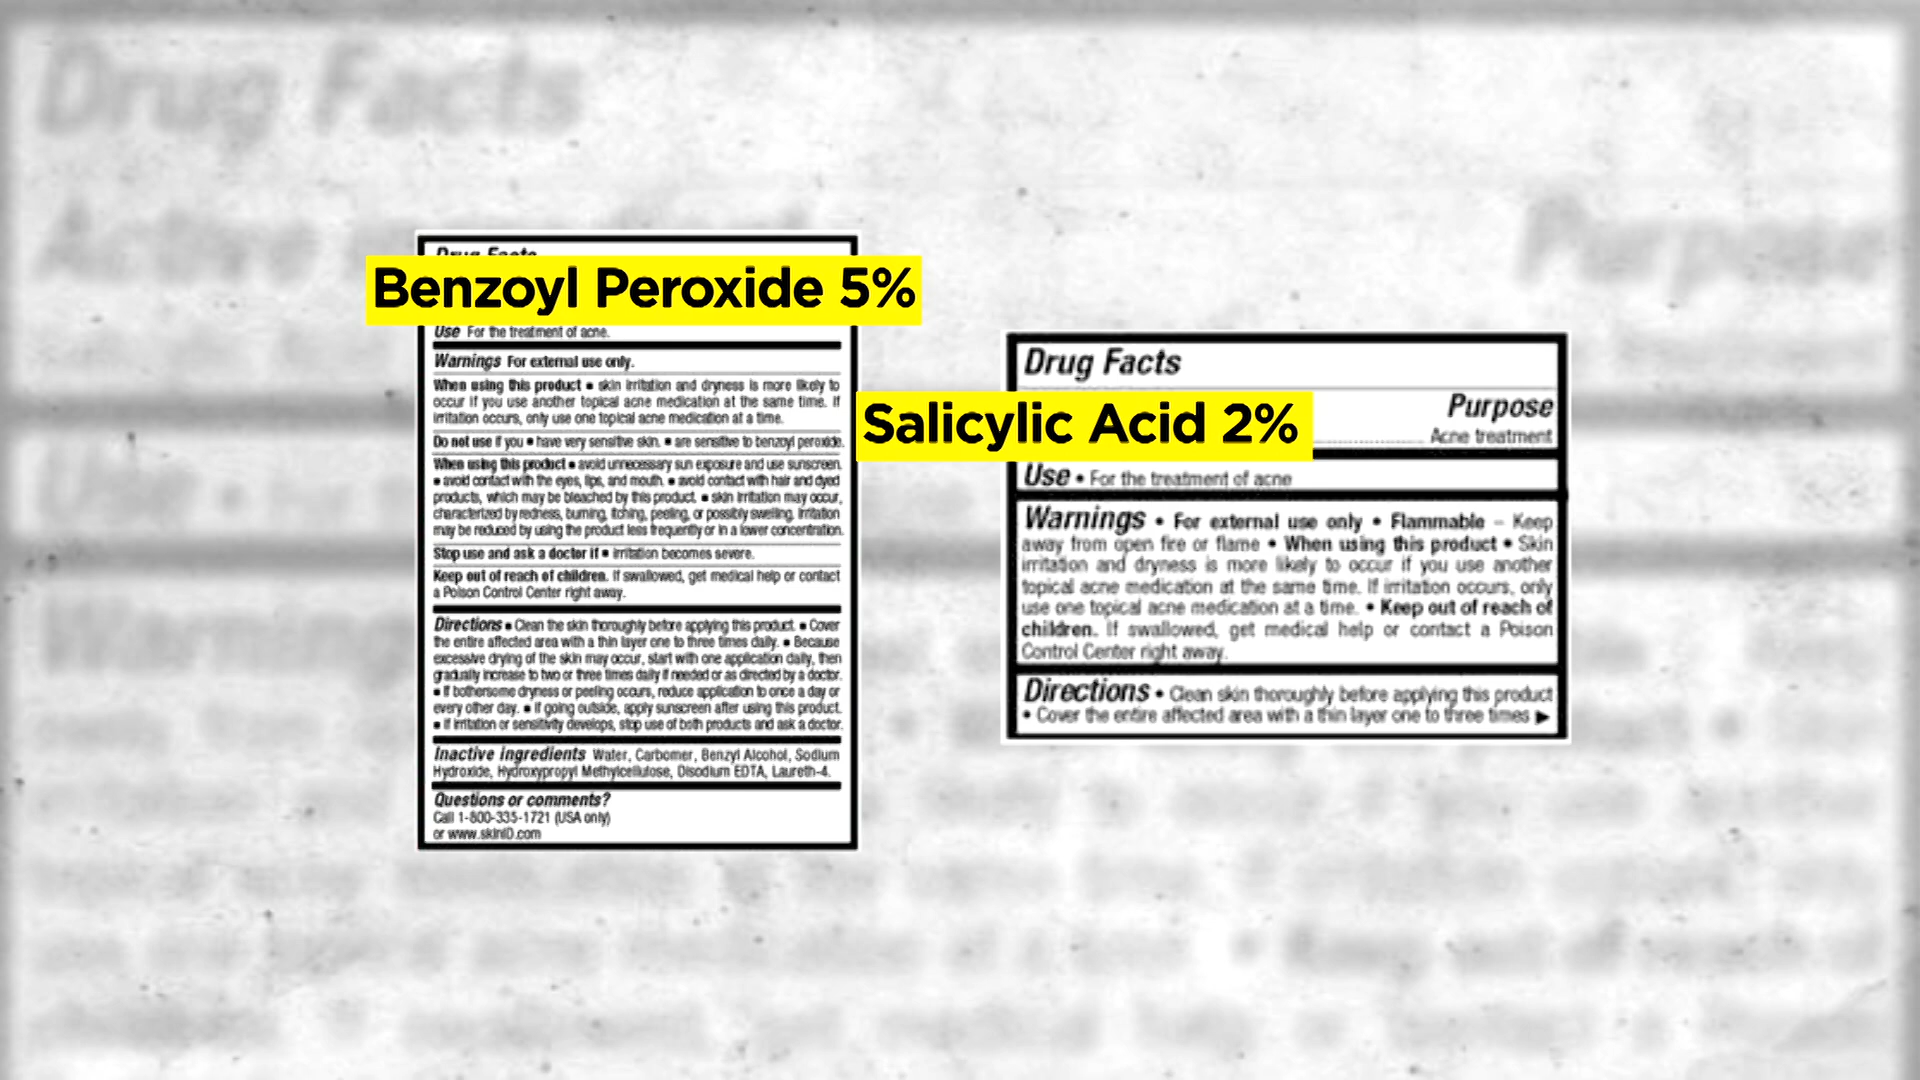 Drug Facts
Active
Purpose
Drug Facts
Benzoyl Peroxide 5%
Use For the treatment of acne.
Warnings For external use only.
When using this product ▪ skin irritation and dryness is more likely to
occur if you use another topical acne medication at the same time. If
irritation occurs, only use one topical acne medication at a time.
Do not use if you ▪ have very sensitive skin. ▪ are sensitive to benzoyl peroxide.
When using this product ▪ avoid unnecessary sun exposure and use sunscreen.
▪ avoid contact with the eyes, lips, and mouth. ▪ avoid contact with hair and dyed
products, which may be bleached by this product. ▪ skin irritation may occur,
characterized by redness, burning, itching, peeling, or possibly swelling. Irritation
may be reduced by using the product less frequently or in a lower concentration.
Stop use and ask a doctor if ▪ irritation becomes severe.
Keep out of reach of children. If swallowed, get medical help or contact
a Poison Control Center right away.
Directions ▪ Clean the skin thoroughly before applying this product. ▪ Cover
the entire affected area with a thin layer one to three times daily. ▪ Because
excessive drying of the skin may occur, start with one application daily, then
gradually increase to two or three times daily if needed or as directed by a doctor.
▪ If bothersome dryness or peeling occurs, reduce application to once a day or
every other day. ▪ If going outside, apply sunscreen after using this product.
▪ If irritation or sensitivity develops, stop use of both products and ask a doctor.
Inactive ingredients Water, Carbomer, Benzyl Alcohol, Sodium
Hydroxide, Hydroxypropyl Methylcellulose, Disodium EDTA, Laureth-4.
Questions or comments?
Call 1-800-335-1721 (USA only)
or www.skinID.com
Drug Facts
Purpose
Salicylic Acid 2%
Acne treatment
Use • For the treatment of acne
Warnings • For external use only • Flammable – Keep
away from open fire or flame • When using this product • Skin
irritation and dryness is more likely to occur if you use another
topical acne medication at the same time. If irritation occurs, only
use one topical acne medication at a time. • Keep out of reach of
children. If swallowed, get medical help or contact a Poison
Control Center right away.
Directions • Clean skin thoroughly before applying this product
• Cover the entire affected area with a thin layer one to three times ▶